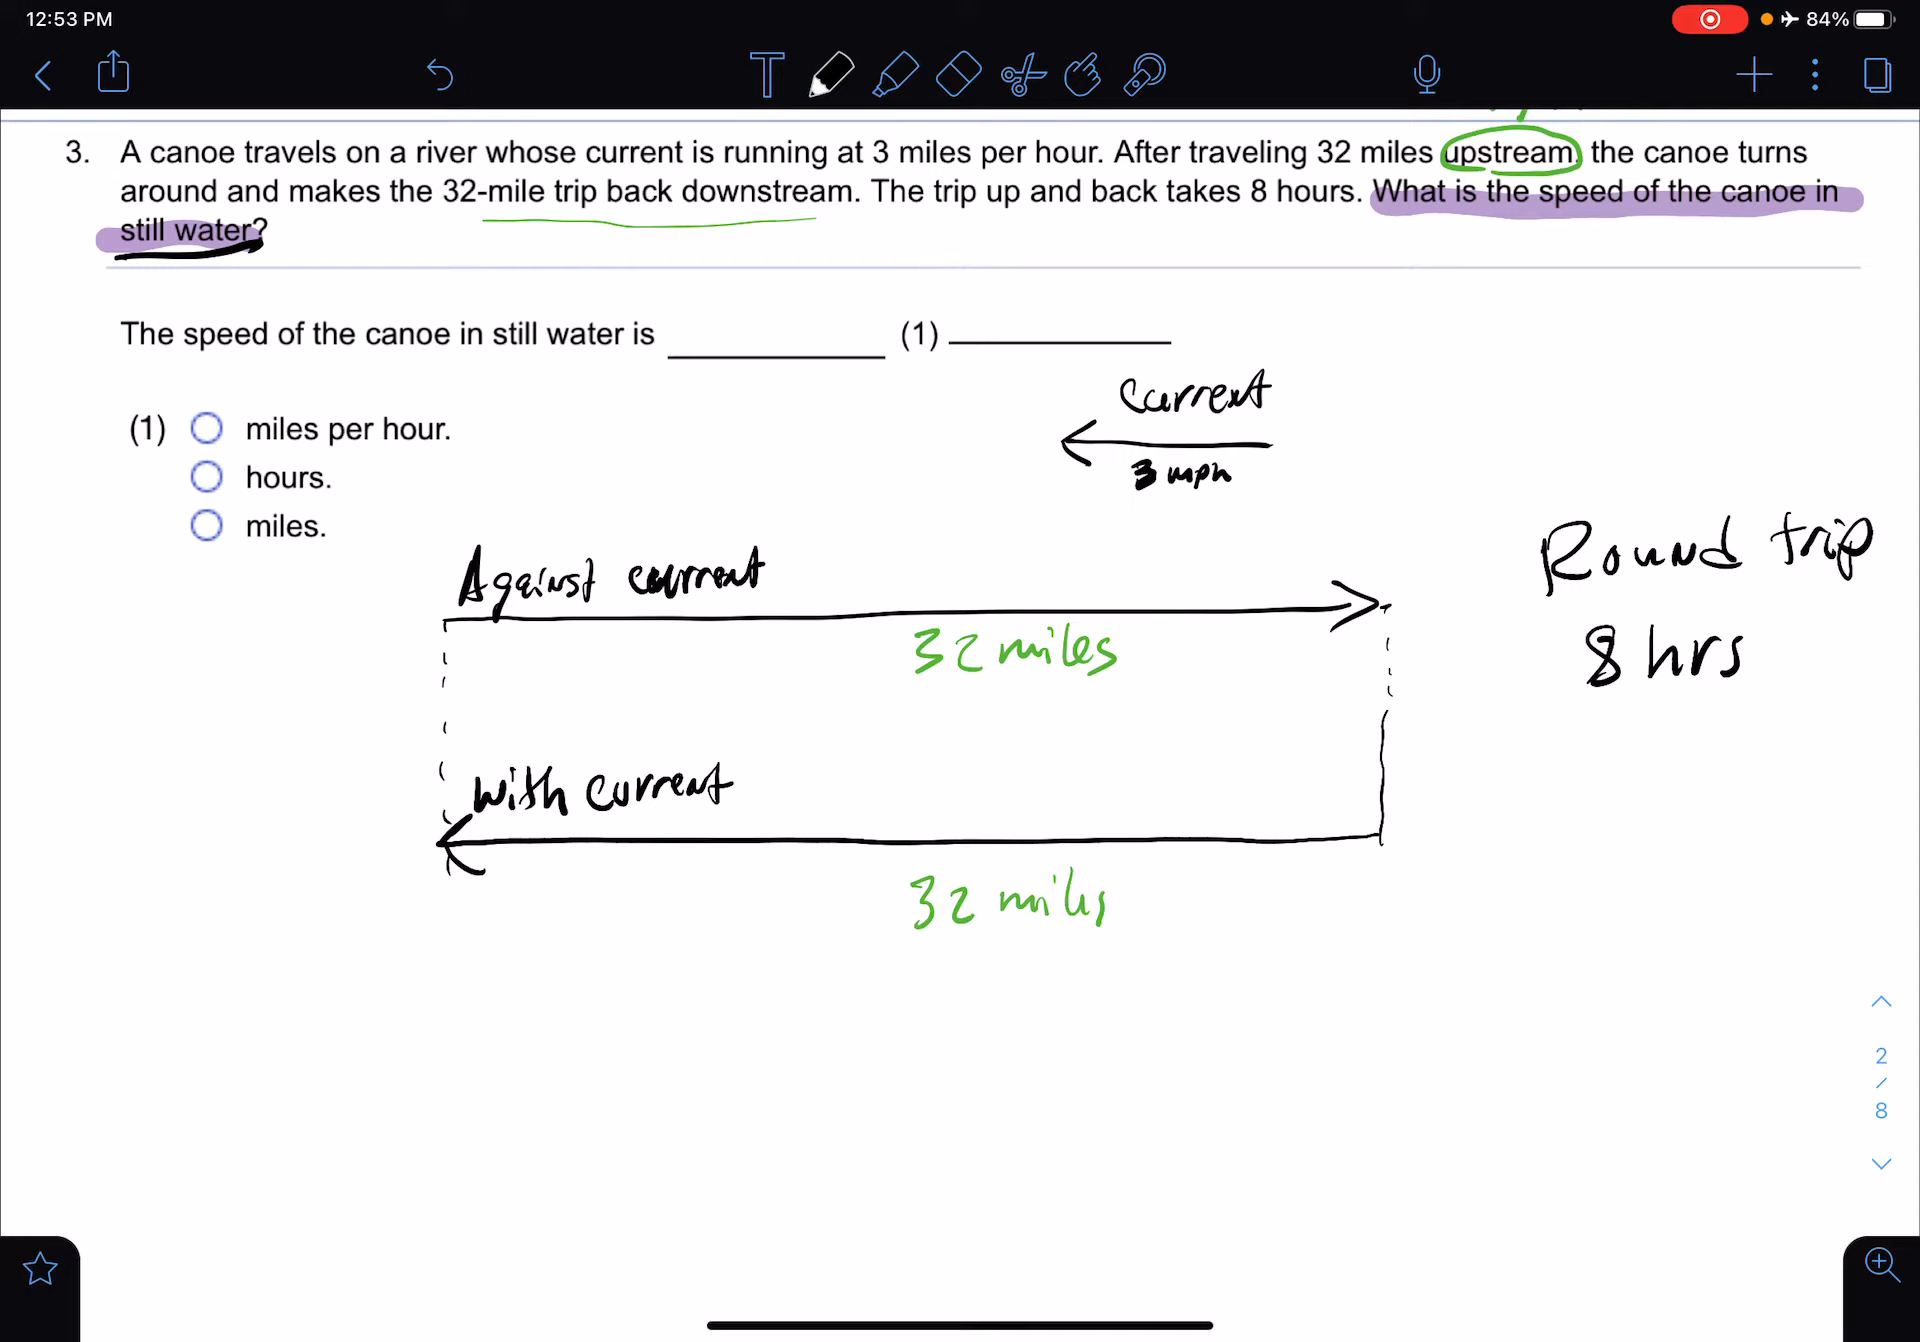 12:53 PM
84%
3. A canoe travels on a river whose current is running at 3 miles per hour. After traveling 32 miles upstream, the canoe turns
around and makes the 32-mile trip back downstream. The trip up and back takes 8 hours. What is the speed of the canoe in
still water?
The speed of the canoe in still water is ____________ (1) ____________
current
3 mph
(1) miles per hour.
hours.
miles.
Against current
32 miles
Round trip
8 hrs
With current
32 miles
2
/
8